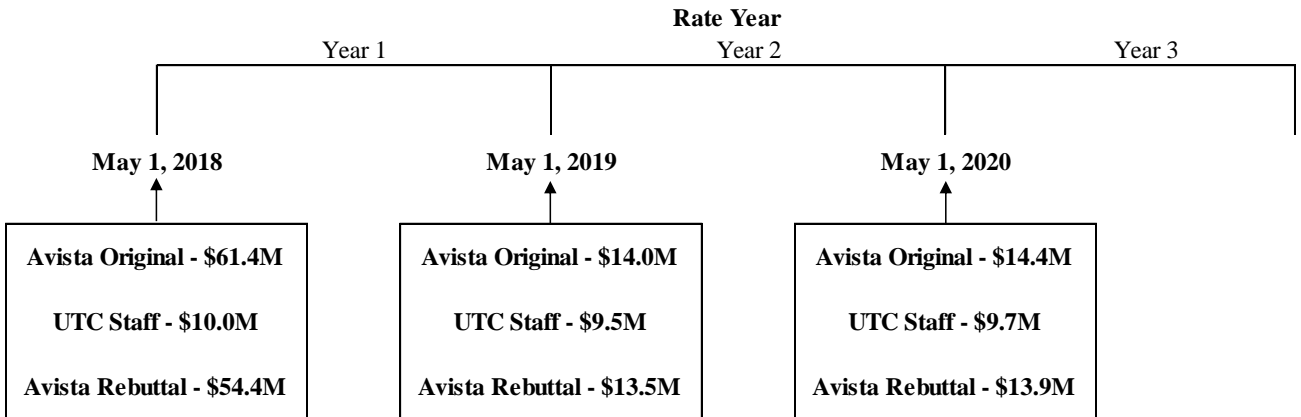 Rate Year
Year 1 Year 2 Year 3
May 1, 2018 May 1, 2019 May 1, 2020
Avista Original - $61.4M
UTC Staff - $10.0M
Avista Rebuttal - $54.4M
Avista Original - $14.0M
UTC Staff - $9.5M
Avista Rebuttal - $13.5M
Avista Original - $14.4M
UTC Staff - $9.7M
Avista Rebuttal - $13.9M